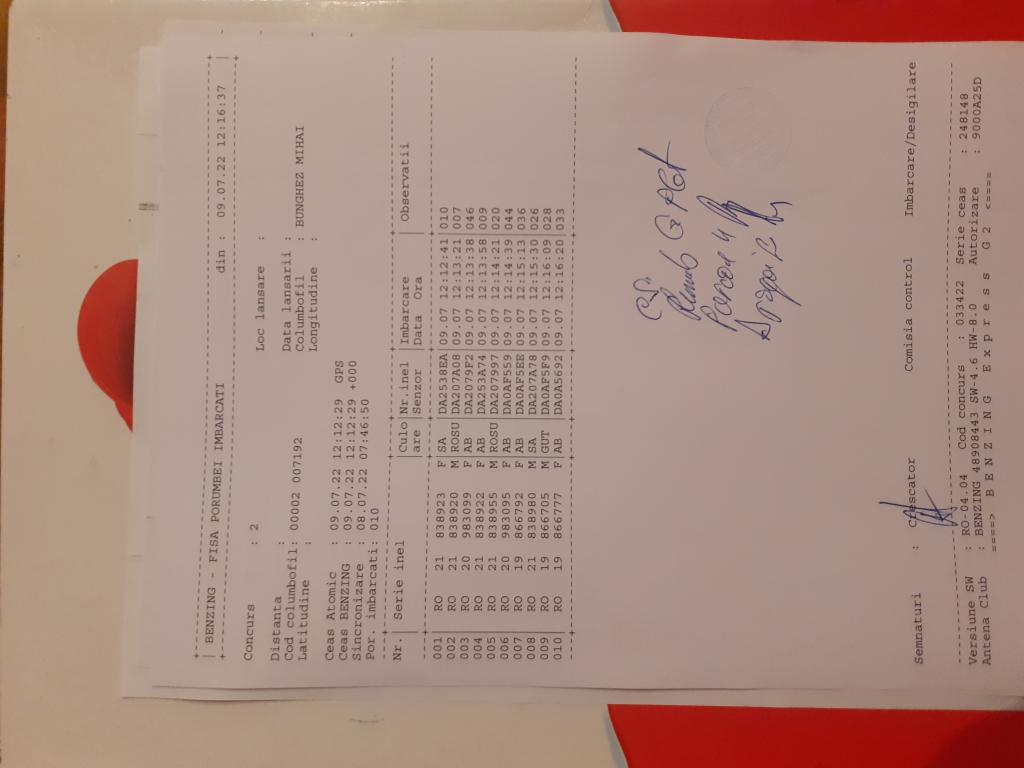 BENZING - FISA PORUMBEI IMBARCATI din : 09.07.22 12:16:37
Concurs : 2 Loc lansare :
Distanta : Data lansarii :
Cod columbofil: 00002 007192 Columbofil : BUNGHEZ MIHAI
Latitudine : Longitudine :
Ceas Atomic : 09.07.22 12:12:29 GPS
Ceas BENZING : 09.07.22 12:12:29 +000
Sincronizare : 08.07.22 07:46:50
Por. imbarcati: 010
Nr.| Serie inel Culo|Nr.inel |Imbarcare | Observatii
are |Senzor |Data Ora |
001 | RO 21 838923 F|SA |DA2538EA|09.07 12:12:41|010
002 | RO 21 838920 M|ROSU|DA207A08|09.07 12:13:21|007
003 | RO 20 983099 F|AB |DA2079F2|09.07 12:13:38|046
004 | RO 21 838922 F|AB |DA253A74|09.07 12:13:58|009
005 | RO 21 838955 M|ROSU|DA207997|09.07 12:14:21|020
006 | RO 20 983095 F|AB |DA0AF559|09.07 12:14:39|044
007 | RO 19 866792 F|AB |DA0AF5EE|09.07 12:15:13|036
008 | RO 21 838980 M|SA |DA207A78|09.07 12:15:30|026
009 | RO 19 866705 M|GUT |DA0AF5F9|09.07 12:16:09|028
010 | RO 19 866777 F|AB |DA0A5692|09.07 12:16:20|033
Semnaturi : Crescator Comisia control Imbarcare/Desigilare
Versiune SW : RO-04.04 Cod concurs : 033422 Serie ceas : 248148
: BENZING 48908443 SW-4.6 HW-8.0 Autorizare : 9000A25D
Antena Club ====> B E N Z I N G E x p r e s s G 2 <====